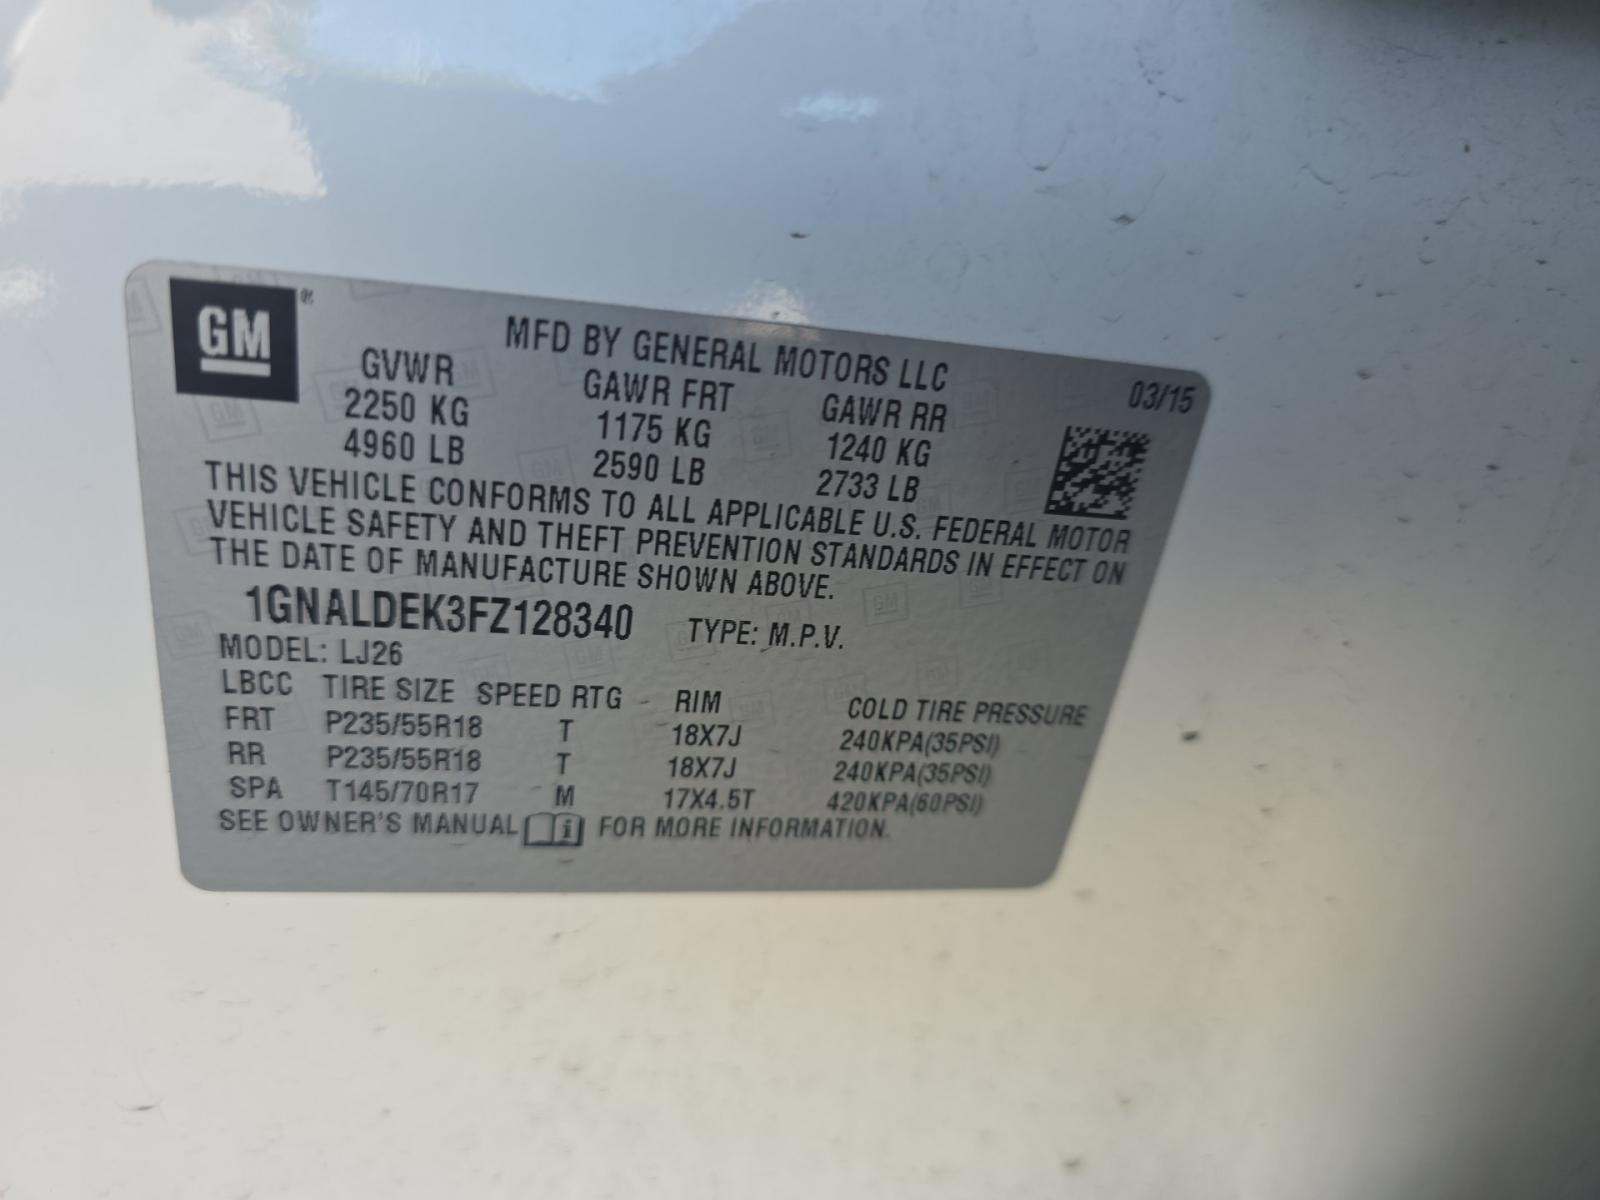 GM ®
MFD BY GENERAL MOTORS LLC
03/15
GVWR GAWR FRT GAWR RR
2250 KG 1175 KG 1240 KG
4960 LB 2590 LB 2733 LB
THIS VEHICLE CONFORMS TO ALL APPLICABLE U.S. FEDERAL MOTOR
VEHICLE SAFETY AND THEFT PREVENTION STANDARDS IN EFFECT ON
THE DATE OF MANUFACTURE SHOWN ABOVE.
1GNALDEK3FZ128340 TYPE: M.P.V.
MODEL: LJ26
LBCC TIRE SIZE SPEED RTG RIM COLD TIRE PRESSURE
FRT P235/55R18 T 18X7J 240KPA(35PSI)
RR P235/55R18 T 18X7J 240KPA(35PSI)
SPA T145/70R17 M 17X4.5T 420KPA(60PSI)
SEE OWNER'S MANUAL i FOR MORE INFORMATION.